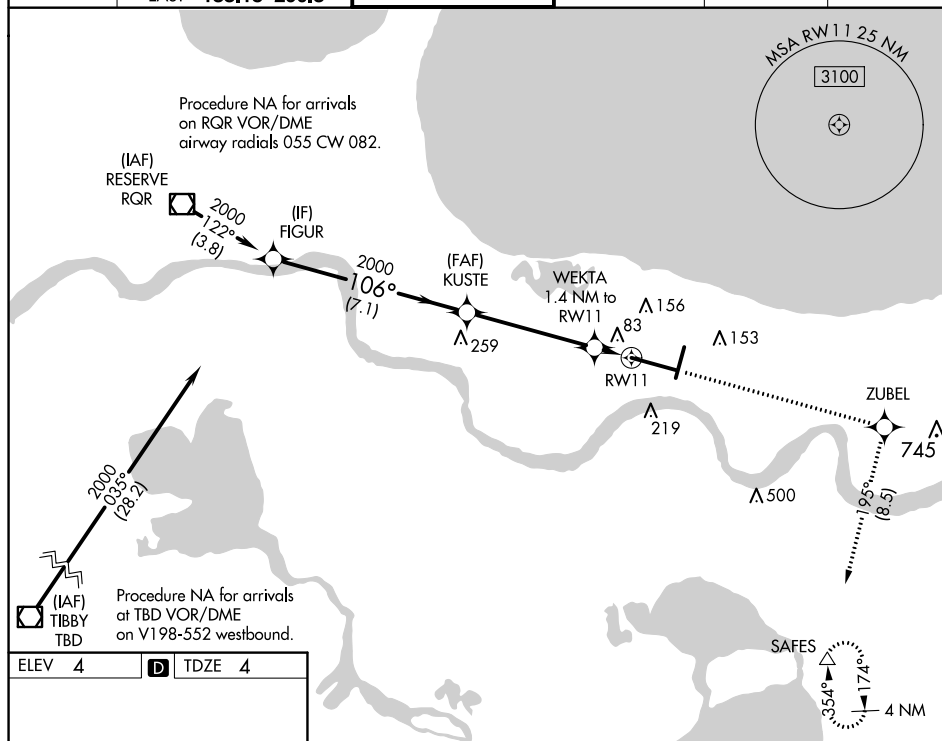 MSA RW11 25 NM
3100
Procedure NA for arrivals
on RQR VOR/DME
airway radials 055 CW 082.
(IAF)
RESERVE
RQR
2000
122°
(3.8)
(IF)
FIGUR
2000
106°
(7.1)
(FAF)
KUSTE
259
WEKTA
1.4 NM to
RW11
83
156
153
RW11
219
500
ZUBEL
745
195°
(8.5)
2000
035°
(28.2)
(IAF)
TIBBY
TBD
Procedure NA for arrivals
at TBD VOR/DME
on V198-552 westbound.
SAFES
354°
174°
4 NM
ELEV 4 D TDZE 4